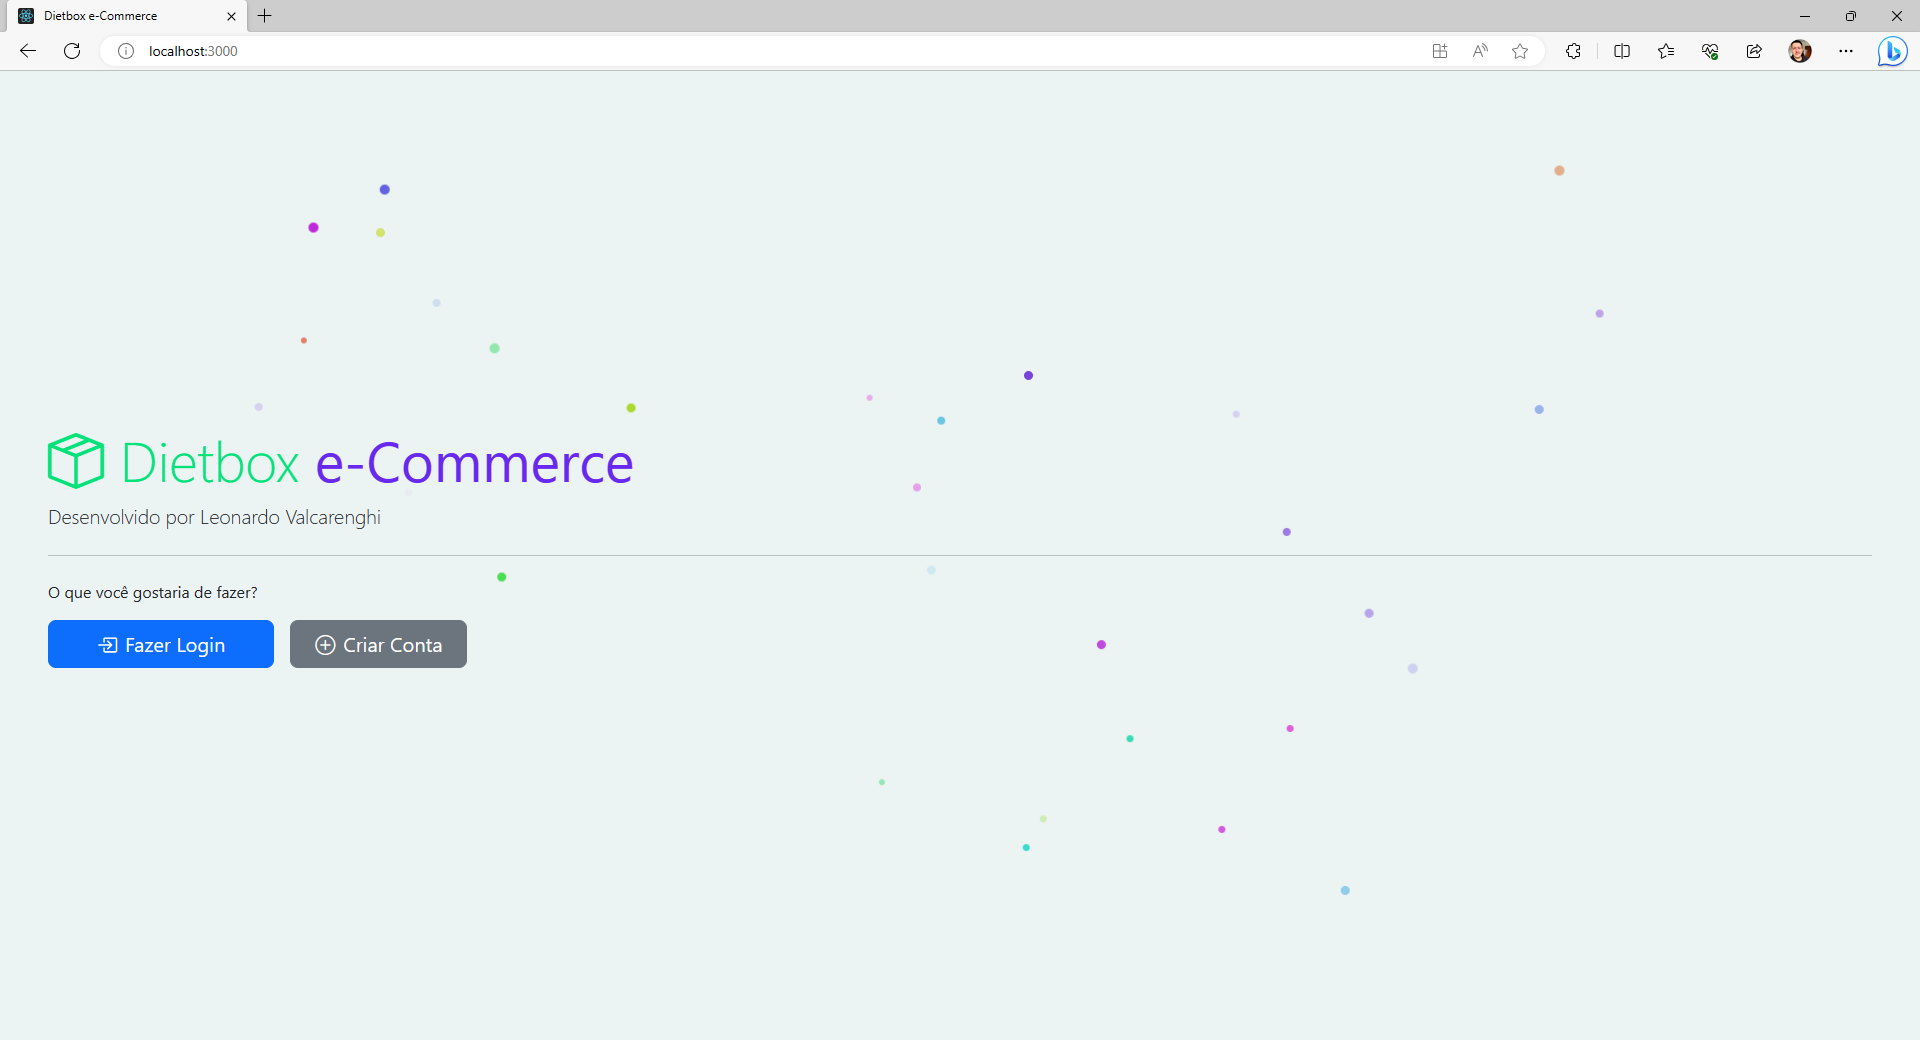 Dietbox e-Commerce
localhost:3000
Dietbox e-Commerce
Desenvolvido por Leonardo Valcarenghi
O que você gostaria de fazer?
Fazer Login
Criar Conta